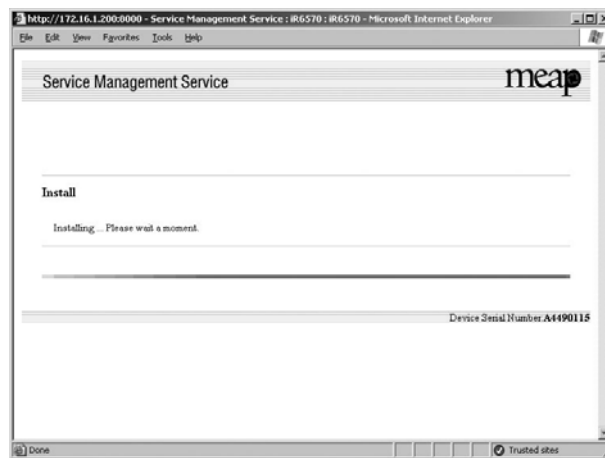 http://172.16.1.200:0000 - Service Management Service : iR6570 : iR6570 - Microsoft Internet Explorer
File Edit View Favorites Tools Help
Service Management Service
meap
Install
Installing ... Please wait a moment.
Device Serial Number:A4490115
Done
Trusted sites